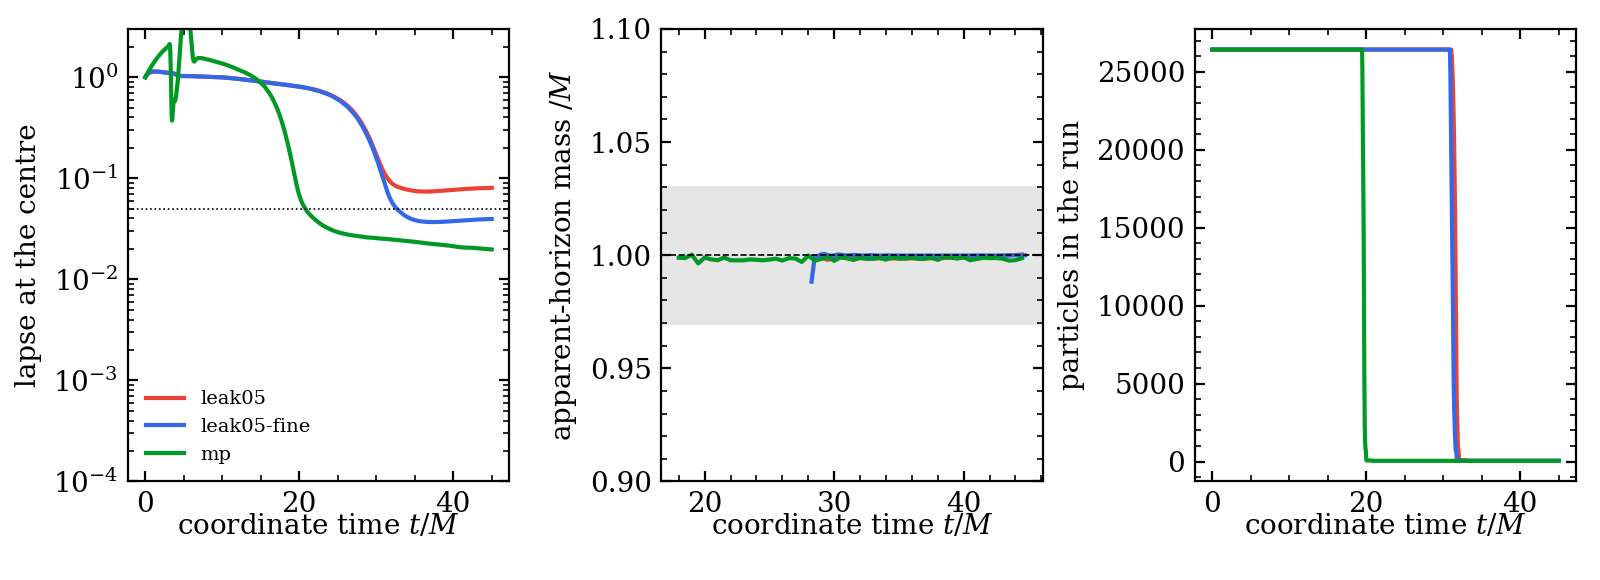 lapse at the centre
10⁰
10⁻¹
10⁻²
10⁻³
10⁻⁴
leak05
leak05-fine
mp
0 20 40
coordinate time t/M
apparent-horizon mass /M
1.10
1.05
1.00
0.95
0.90
20 30 40
coordinate time t/M
particles in the run
25000
20000
15000
10000
5000
0
0 20 40
coordinate time t/M